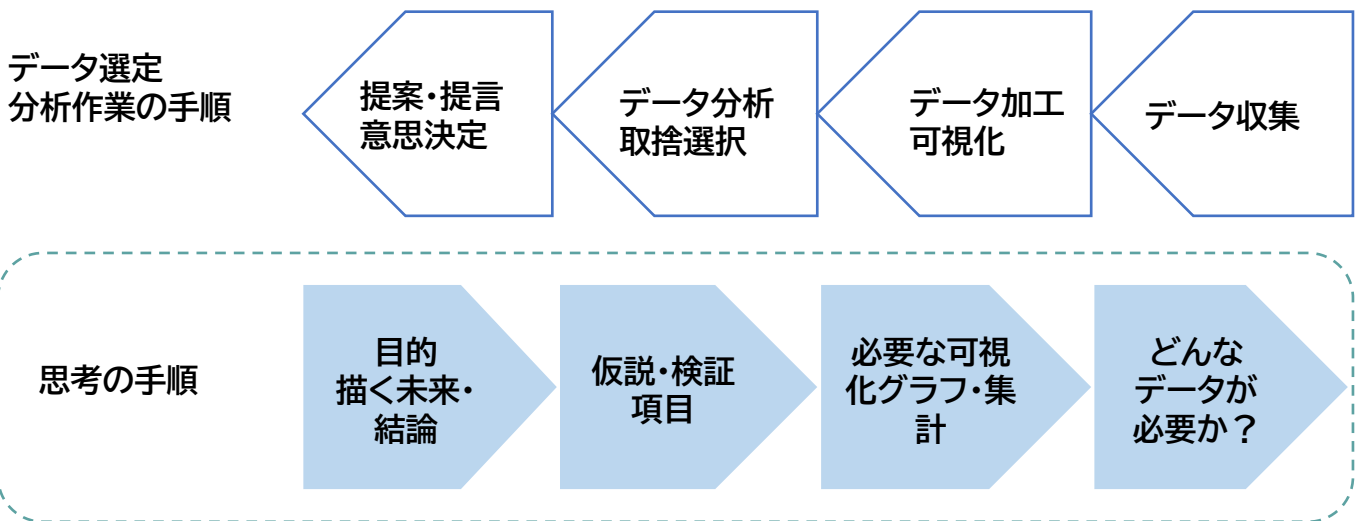 データ選定
分析作業の手順
提案・提言
意思決定
データ分析
取捨選択
データ加工
可視化
データ収集
思考の手順
目的
描く未来・
結論
仮説・検証
項目
必要な可視
化グラフ・集
計
どんな
データが
必要か？